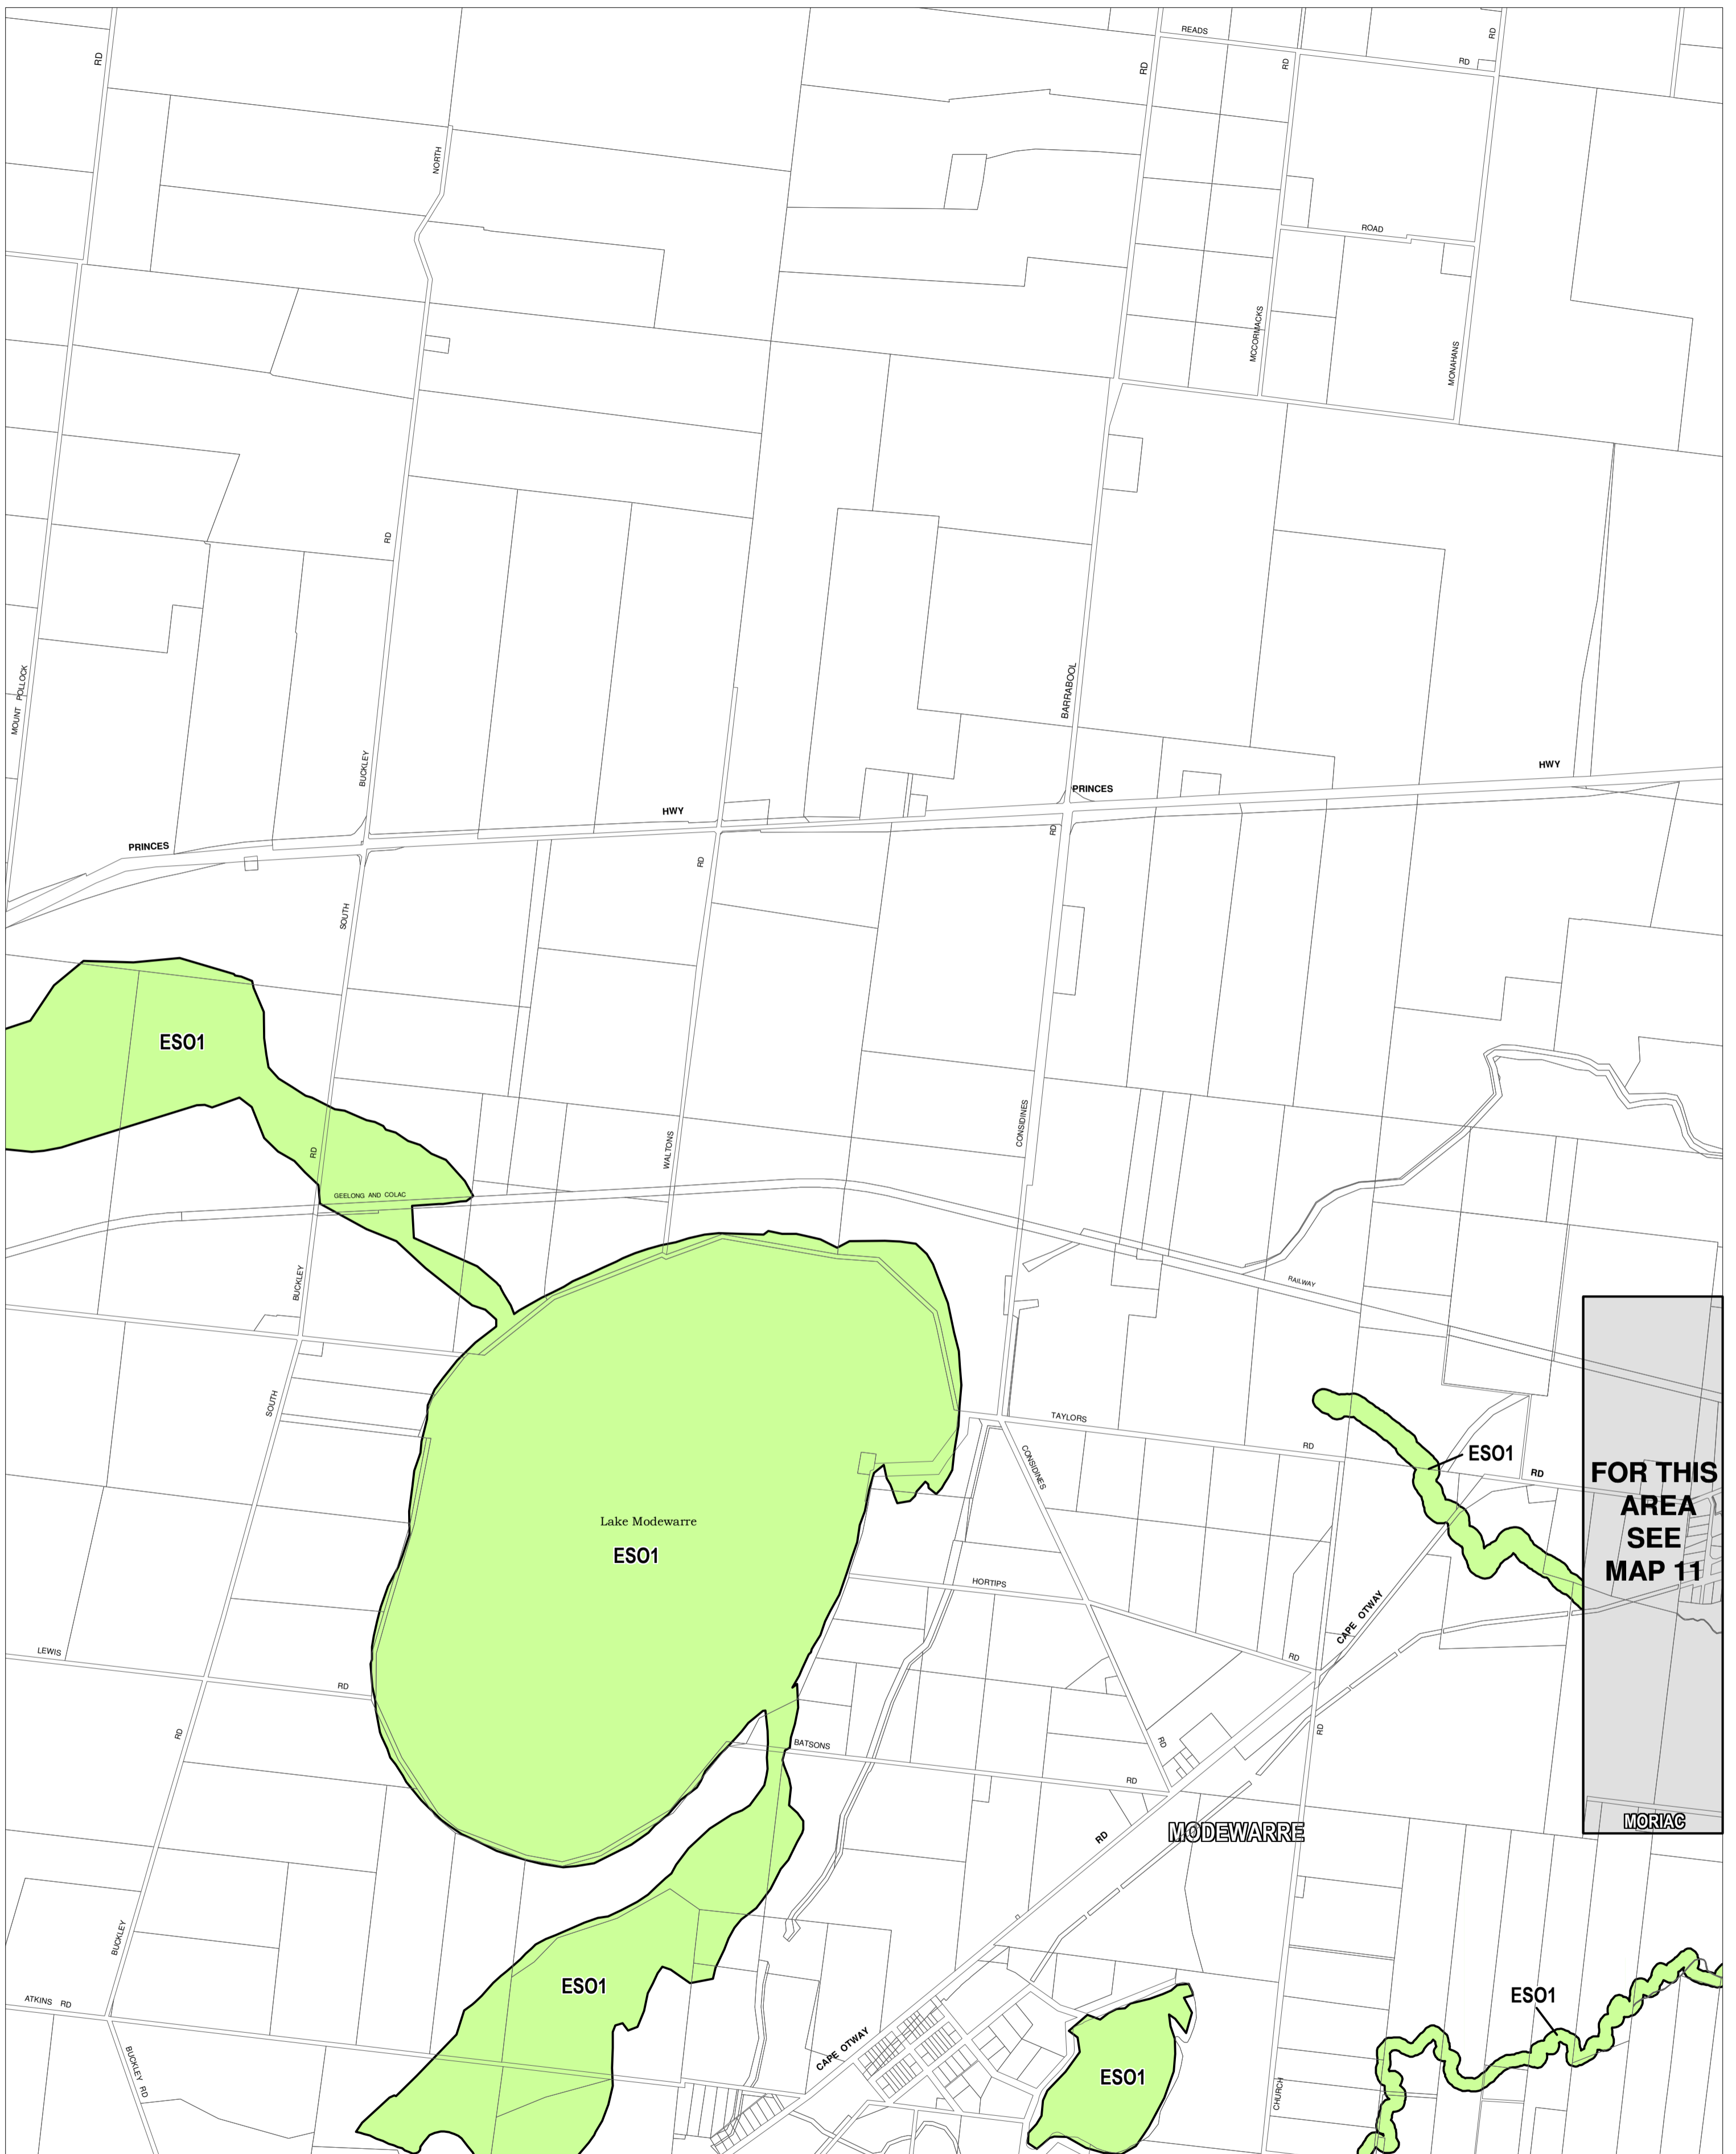 READS
RD
RD
RD
RD
RD
NORTH
ROAD
MCCORMACKS
MONAHANS
RD
MOUNT POLLOCK
BARRABOOL
BUCKLEY
HWY
PRINCES
HWY
PRINCES
RD
RD
SOUTH
ESO1
CONSIDINES
WALTONS
RD
GEELONG AND COLAC
BUCKLEY
RAILWAY
SOUTH
TAYLORS
RD
ESO1
CONSIDINES
RD
FOR THIS
AREA
SEE
MAP 11
Lake Modewarre
ESO1
HORTIPS
CAPE OTWAY
LEWIS
RD
RD
RD
RD
RD
BATSONS
RD
MORIAC
MODEWARRE
RD
BUCKLEY
ESO1
ESO1
ATKINS RD
CAPE OTWAY
BUCKLEY RD
ESO1
CHURCH